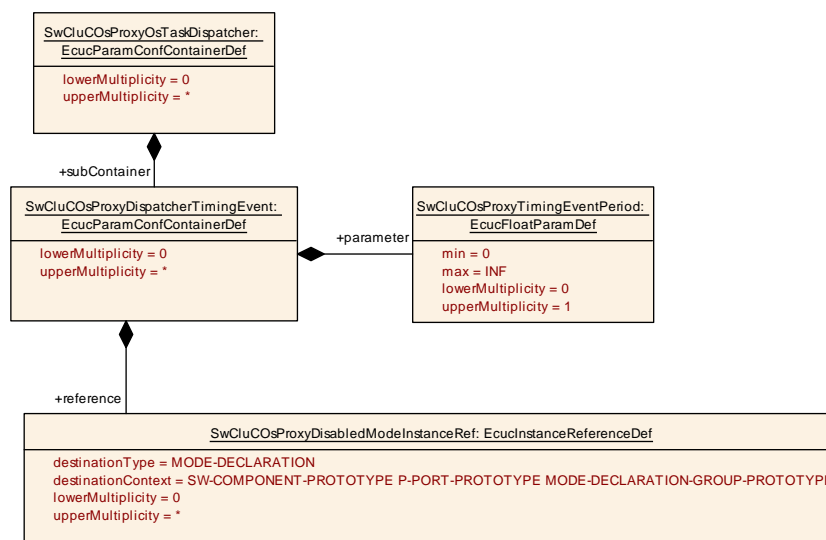 SwCluCOsProxyOsTaskDispatcher:
EcucParamConfContainerDef
lowerMultiplicity = 0
upperMultiplicity = *
+subContainer
SwCluCOsProxyDispatcherTimingEvent:
EcucParamConfContainerDef
lowerMultiplicity = 0
upperMultiplicity = *
+parameter
SwCluCOsProxyTimingEventPeriod:
EcucFloatParamDef
min = 0
max = INF
lowerMultiplicity = 0
upperMultiplicity = 1
+reference
SwCluCOsProxyDisabledModeInstanceRef: EcucInstanceReferenceDef
destinationType = MODE-DECLARATION
destinationContext = SW-COMPONENT-PROTOTYPE P-PORT-PROTOTYPE MODE-DECLARATION-GROUP-PROTOTYPE
lowerMultiplicity = 0
upperMultiplicity = *